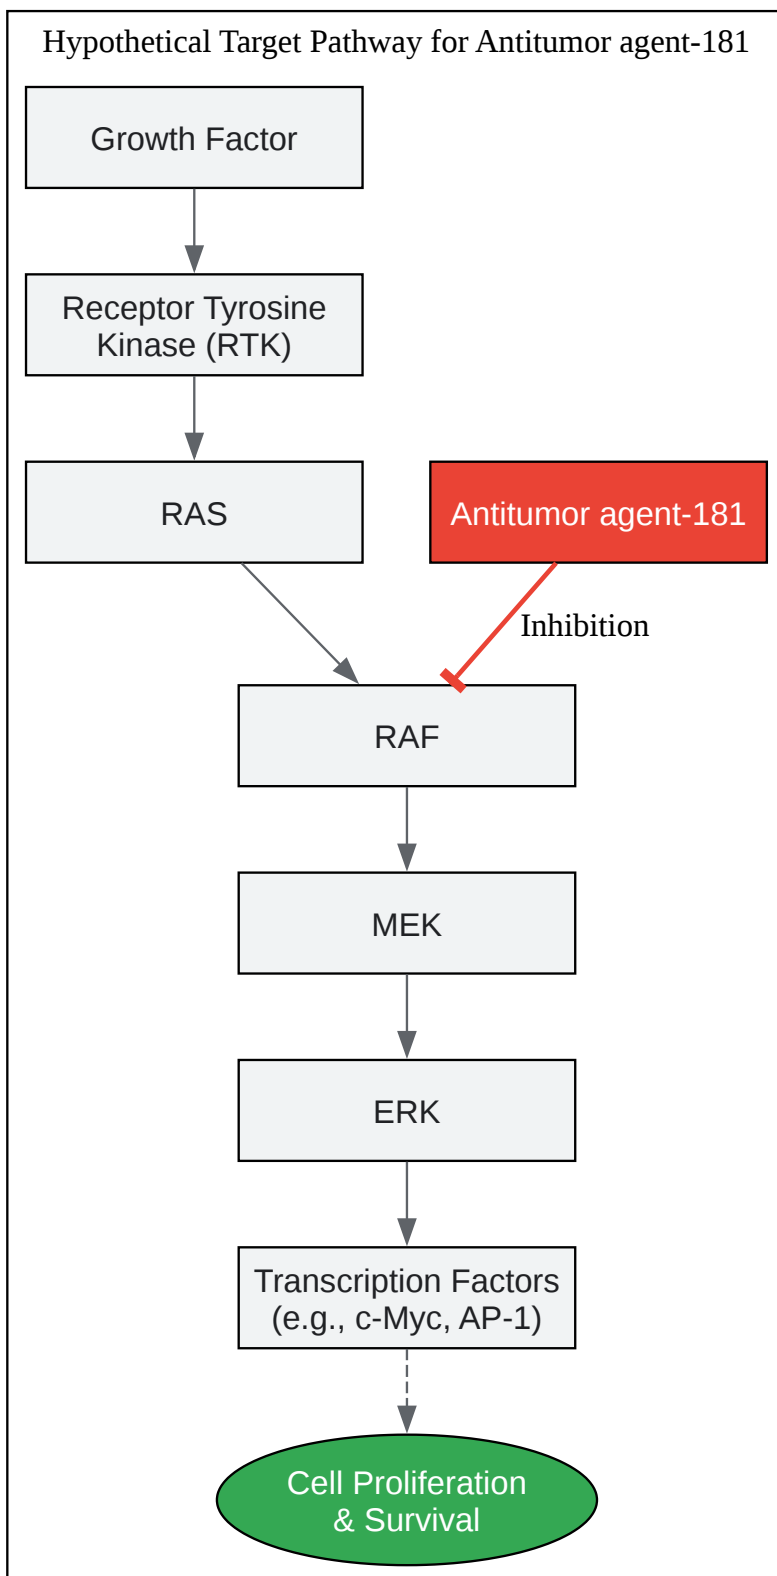 Hypothetical Target Pathway for Antitumor agent-181
Growth Factor
Receptor Tyrosine
Kinase (RTK)
RAS
Antitumor agent-181
Inhibition
RAF
MEK
ERK
Transcription Factors
(e.g., c-Myc, AP-1)
Cell Proliferation
& Survival